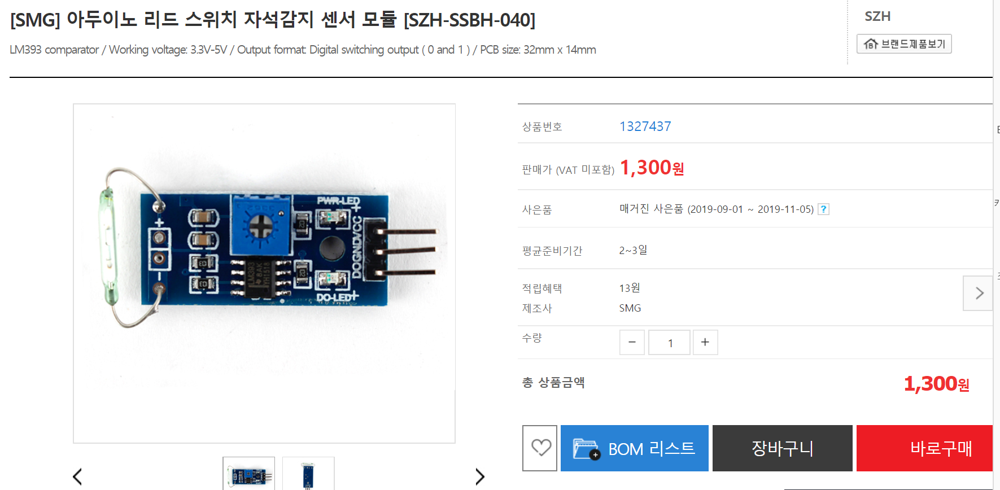 [SMG] 아두이노 리드 스위치 자석감지 센서 모듈 [SZH-SSBH-040]
LM393 comparator / Working voltage: 3.3V-5V / Output format: Digital switching output ( 0 and 1 ) / PCB size: 32mm x 14mm
SZH
브랜드제품보기
PWR-LED
DOGNDVCC
LM393
8AK
YH1518
DO-LED
상품번호 1327437
판매가 (VAT 미포함) 1,300원
사은품 매거진 사은품 (2019-09-01 ~ 2019-11-05) ?
평균준비기간 2~3일
적립혜택 13원
제조사 SMG
수량 − 1 +
총 상품금액 1,300원
BOM 리스트 장바구니 바로구매